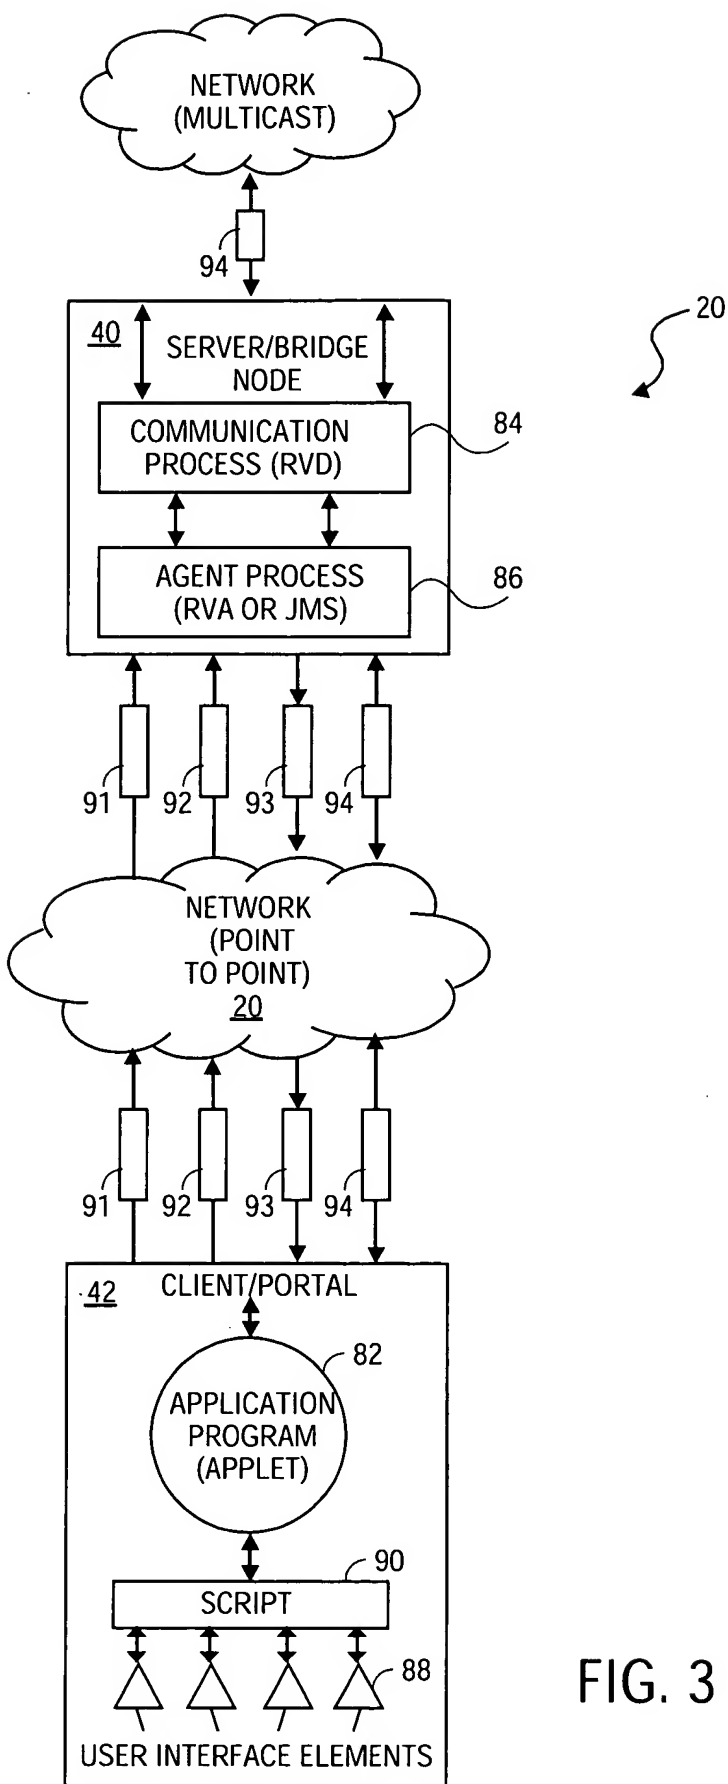 NETWORK
(MULTICAST)
94
20
40
SERVER/BRIDGE
NODE
COMMUNICATION
PROCESS (RVD)
84
AGENT PROCESS
(RVA OR JMS)
86
91 92 93 94
NETWORK
(POINT
TO POINT)
20
91 92 93 94
42
CLIENT/PORTAL
82
APPLICATION
PROGRAM
(APPLET)
90
SCRIPT
88
USER INTERFACE ELEMENTS
FIG. 3